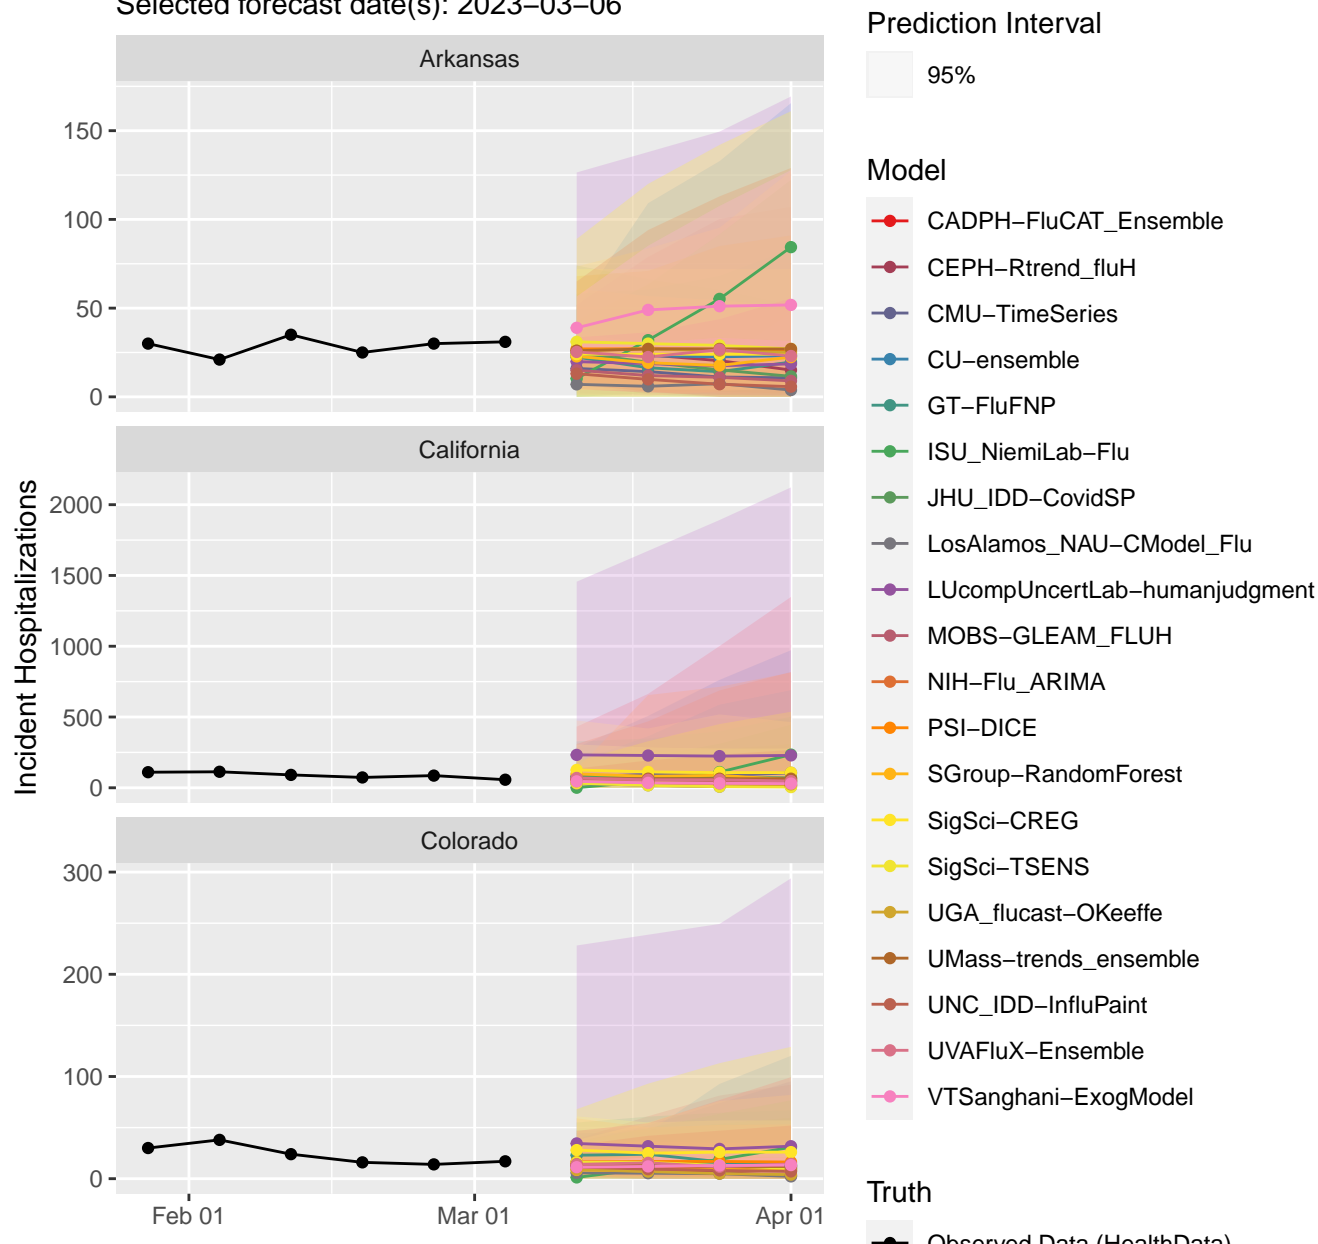 Selected forecast date(s): 2023−03−06
Arkansas
150
100
50
0
California
2000
1500
1000
500
0
Colorado
300
200
100
0
Feb 01
Mar 01
Apr 01
Incident Hospitalizations
Prediction Interval
95%
Model
CADPH−FluCAT_Ensemble
CEPH−Rtrend_fluH
CMU−TimeSeries
CU−ensemble
GT−FluFNP
ISU_NiemiLab−Flu
JHU_IDD−CovidSP
LosAlamos_NAU−CModel_Flu
LUcompUncertLab−humanjudgment
MOBS−GLEAM_FLUH
NIH−Flu_ARIMA
PSI−DICE
SGroup−RandomForest
SigSci−CREG
SigSci−TSENS
UGA_flucast−OKeeffe
UMass−trends_ensemble
UNC_IDD−InfluPaint
UVAFluX−Ensemble
VTSanghani−ExogModel
Truth
Observed Data (HealthData)